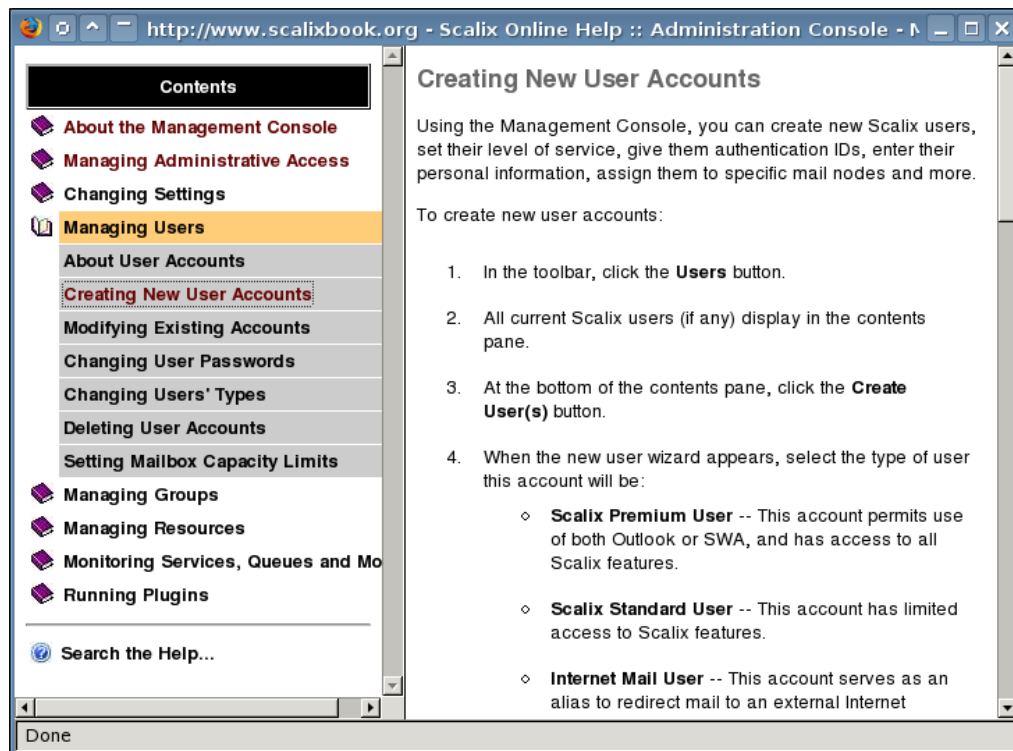 http://www.scalixbook.org - Scalix Online Help :: Administration Console -
Contents
About the Management Console
Managing Administrative Access
Changing Settings
Managing Users
About User Accounts
Creating New User Accounts
Modifying Existing Accounts
Changing User Passwords
Changing Users' Types
Deleting User Accounts
Setting Mailbox Capacity Limits
Managing Groups
Managing Resources
Monitoring Services, Queues and Mo
Running Plugins
Search the Help...
Creating New User Accounts
Using the Management Console, you can create new Scalix users,
set their level of service, give them authentication IDs, enter their
personal information, assign them to specific mail nodes and more.
To create new user accounts:
1. In the toolbar, click the Users button.
2. All current Scalix users (if any) display in the contents
pane.
3. At the bottom of the contents pane, click the Create
User(s) button.
4. When the new user wizard appears, select the type of user
this account will be:
Scalix Premium User -- This account permits use
of both Outlook or SWA, and has access to all
Scalix features.
Scalix Standard User -- This account has limited
access to Scalix features.
Internet Mail User -- This account serves as an
alias to redirect mail to an external Internet
Done